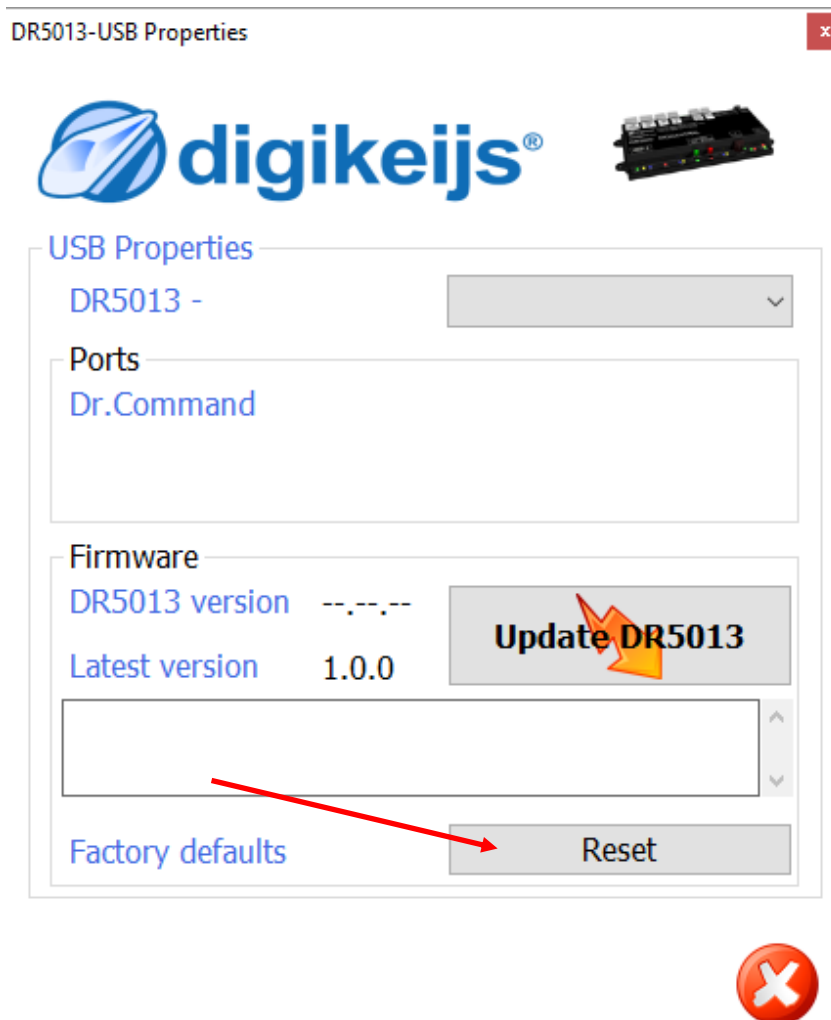 DR5013-USB Properties
x
digikeijs®
USB Properties
DR5013 -
Ports
Dr.Command
Firmware
DR5013 version --.--.--
Update DR5013
Latest version 1.0.0
Factory defaults Reset